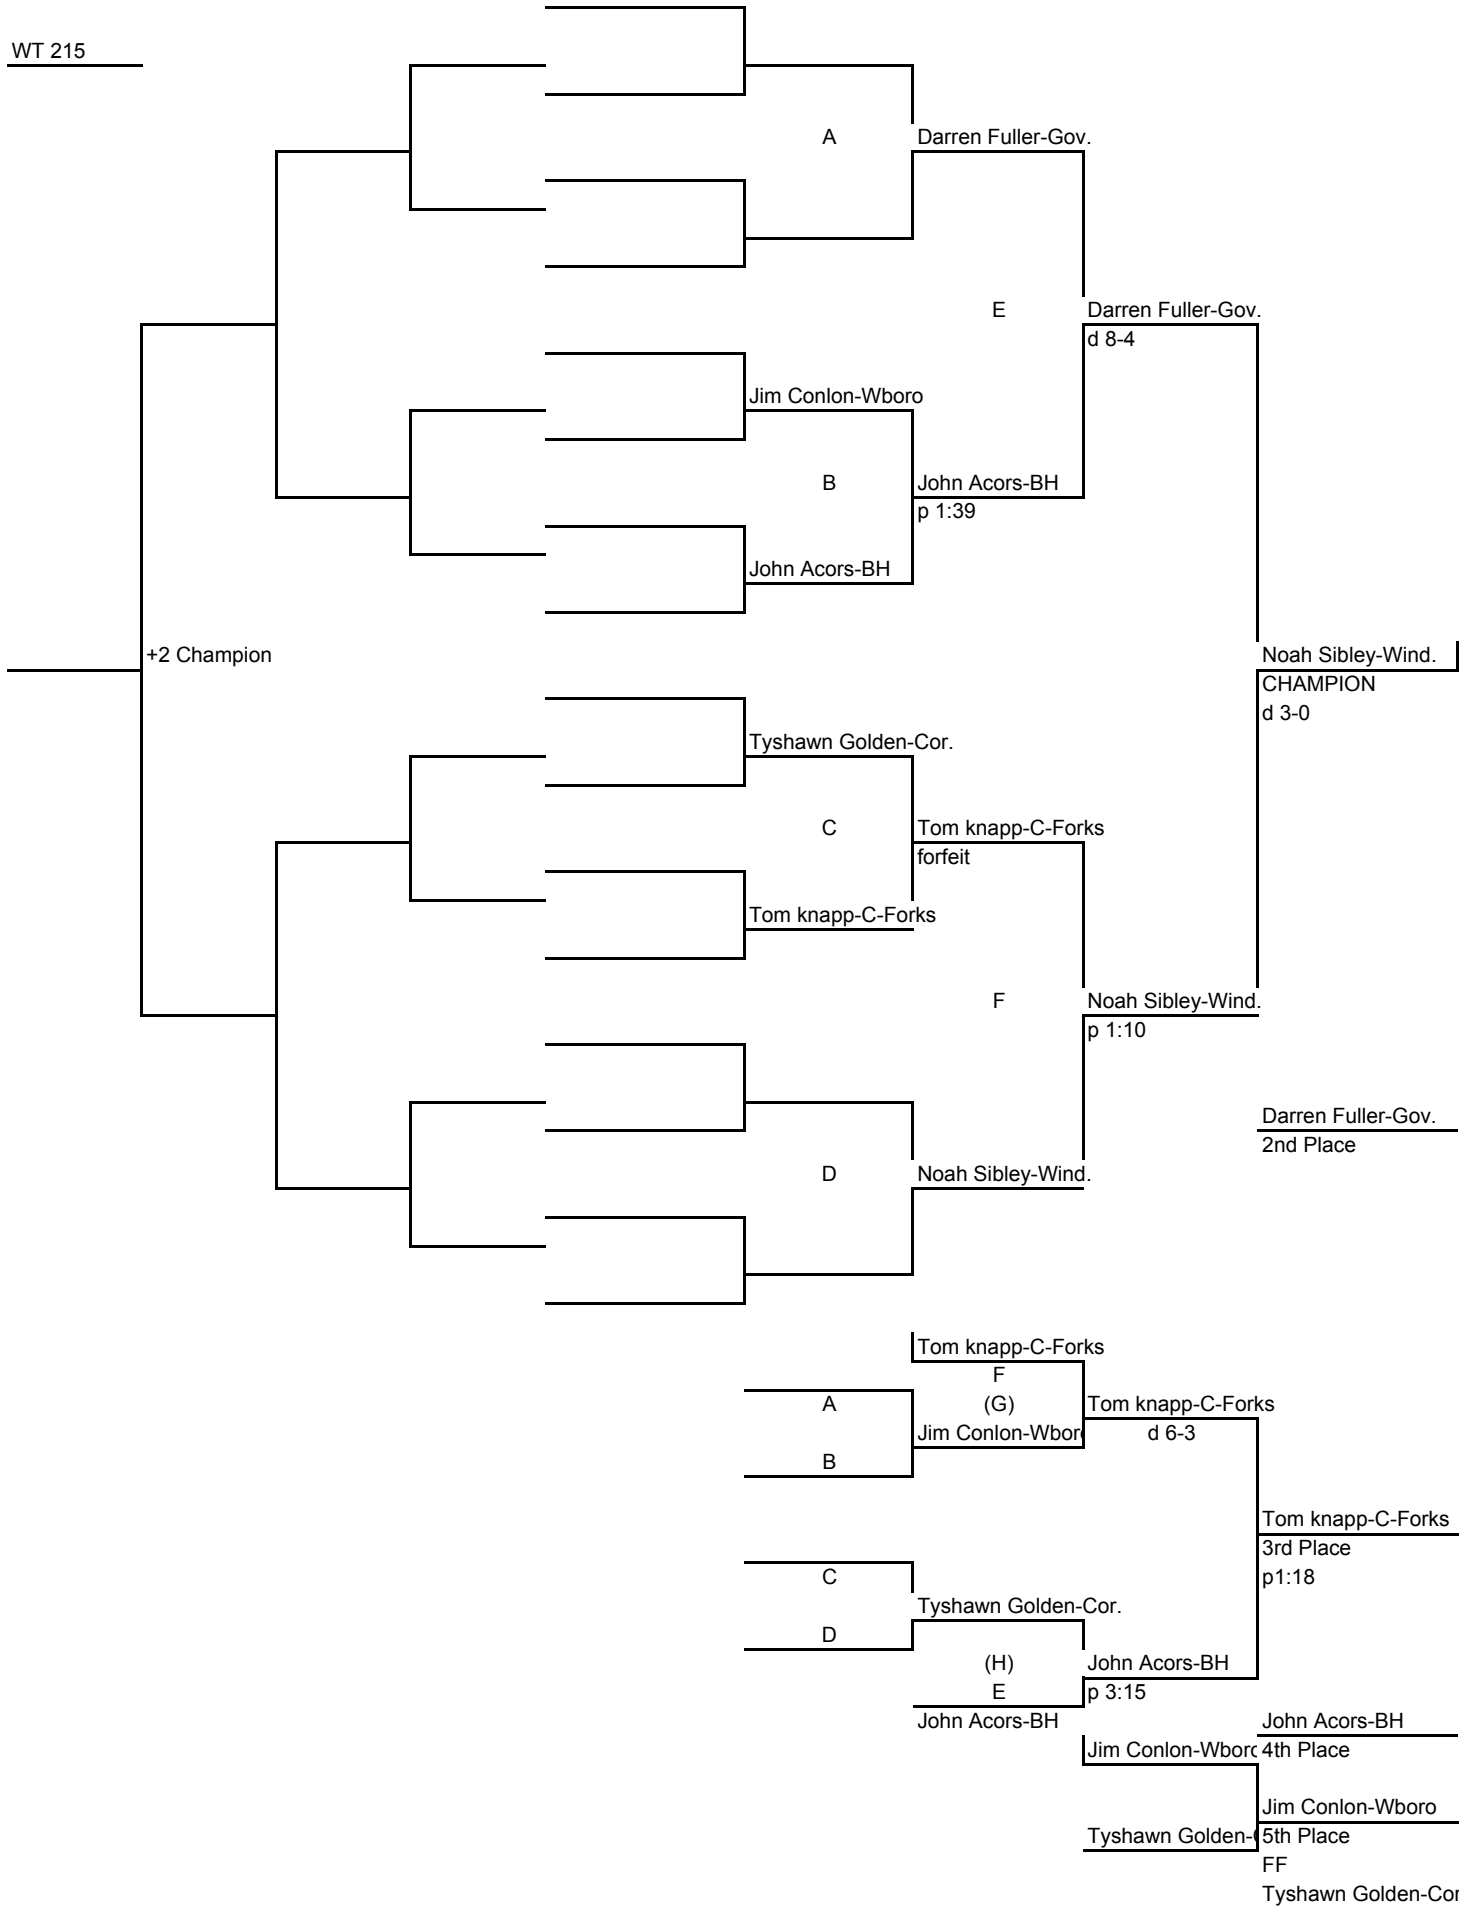 WT 215
A
Darren Fuller-Gov.
E
Darren Fuller-Gov.
d 8-4
Jim Conlon-Wboro
B
John Acors-BH
p 1:39
John Acors-BH
+2 Champion
Noah Sibley-Wind.
CHAMPION
d 3-0
Tyshawn Golden-Cor.
C
Tom knapp-C-Forks
forfeit
Tom knapp-C-Forks
F
Noah Sibley-Wind.
p 1:10
Darren Fuller-Gov.
2nd Place
D
Noah Sibley-Wind.
Tom knapp-C-Forks
F
A
(G)
Tom knapp-C-Forks
Jim Conlon-Wboro
d 6-3
B
Tom knapp-C-Forks
3rd Place
C
p1:18
Tyshawn Golden-Cor.
D
(H)
John Acors-BH
E
p 3:15
John Acors-BH
John Acors-BH
Jim Conlon-Wboro
4th Place
Jim Conlon-Wboro
Tyshawn Golden-
5th Place
FF
Tyshawn Golden-Cor